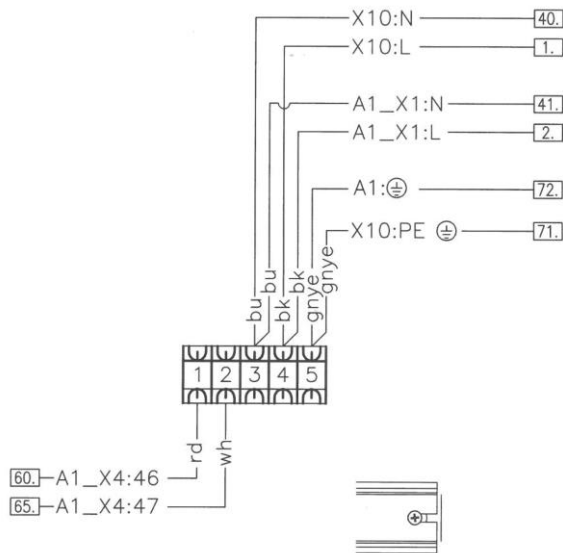 X10:N 40.
X10:L 1.
A1_X1:N 41.
A1_X1:L 2.
A1: 72.
X10:PE 71.
bu bu bk bk gnye gnye
1 2 3 4 5
rd wh
60. A1_X4:46
65. A1_X4:47